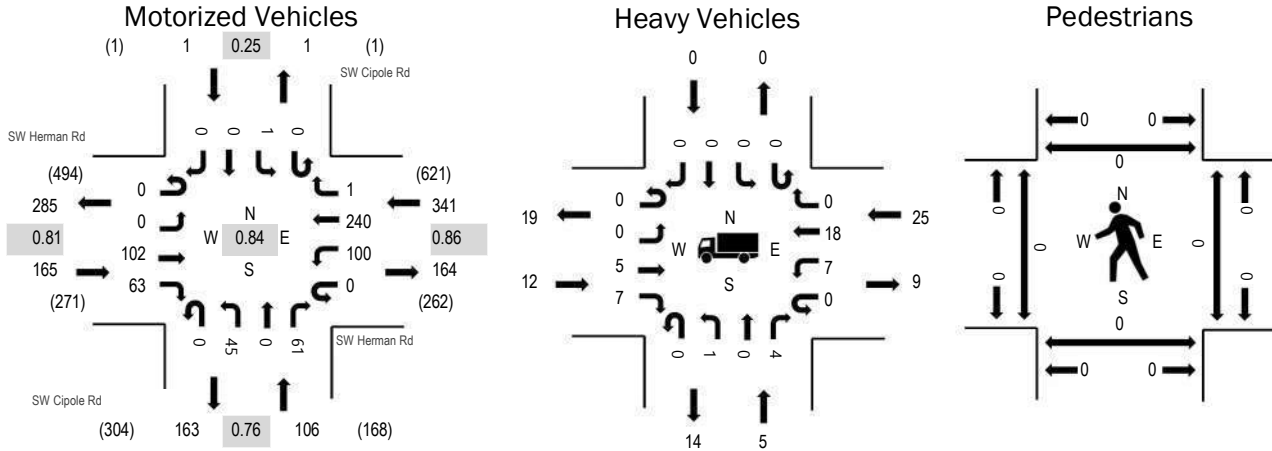 Motorized Vehicles
(1) 1 0.25 1 (1)
SW Cipole Rd
SW Herman Rd
0 0 1 0
(494) (621)
0 1
285 341
0 N 240
0.81 W 0.84 E 0.86
102 100
165 S 164
63 0
(271) (262)
0 45 0 61
SW Herman Rd
SW Cipole Rd
(304) 163 0.76 106 (168)
Heavy Vehicles
0 0
0 0 0 0
0 0
19 N 25
0 W E 18
5 7
12 S 9
7 0
0 1 0 4
14 5
Pedestrians
0 0
0
0 N 0
0 W E 0
0 S 0
0
0 0